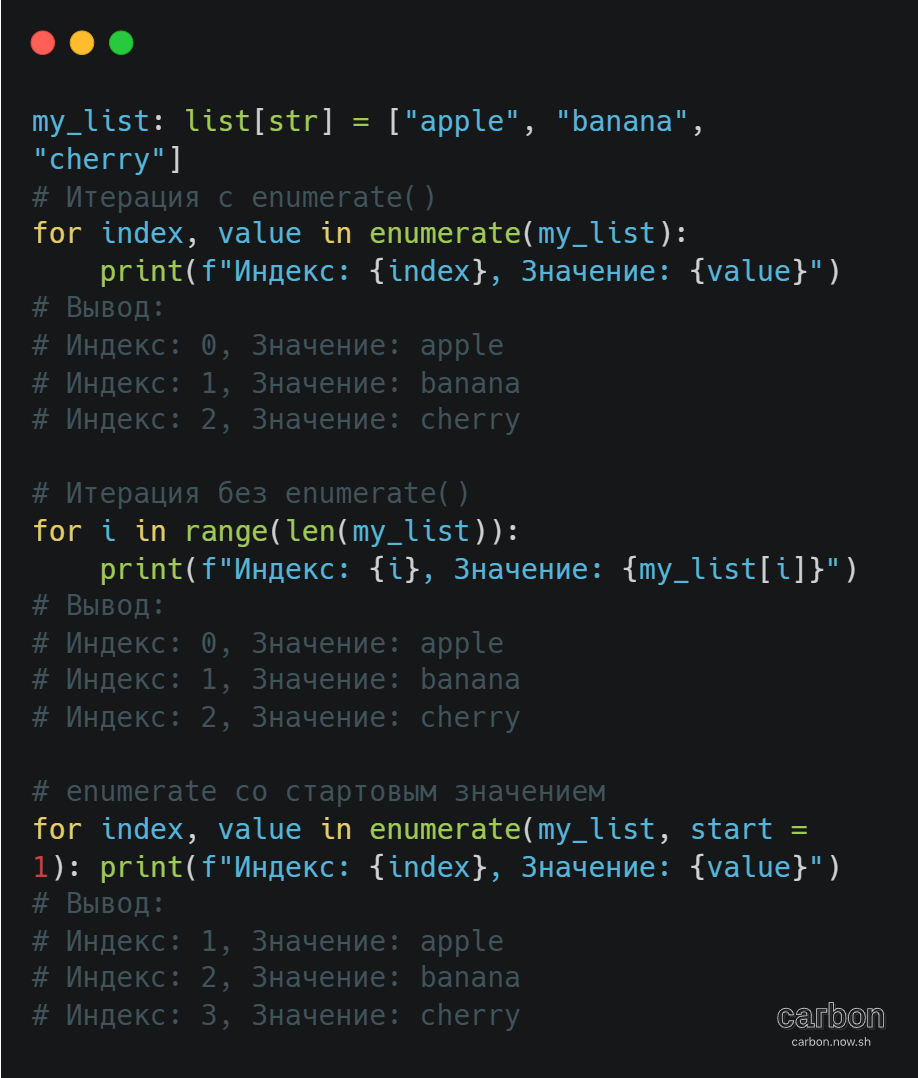 my_list: list[str] = ["apple", "banana",
"cherry"]
# Итерация с enumerate()
for index, value in enumerate(my_list):
    print(f"Индекс: {index}, Значение: {value}")
# Вывод:
# Индекс: 0, Значение: apple
# Индекс: 1, Значение: banana
# Индекс: 2, Значение: cherry

# Итерация без enumerate()
for i in range(len(my_list)):
    print(f"Индекс: {i}, Значение: {my_list[i]}")
# Вывод:
# Индекс: 0, Значение: apple
# Индекс: 1, Значение: banana
# Индекс: 2, Значение: cherry

# enumerate со стартовым значением
for index, value in enumerate(my_list, start =
1): print(f"Индекс: {index}, Значение: {value}")
# Вывод:
# Индекс: 1, Значение: apple
# Индекс: 2, Значение: banana
# Индекс: 3, Значение: cherry
carbon
carbon.now.sh